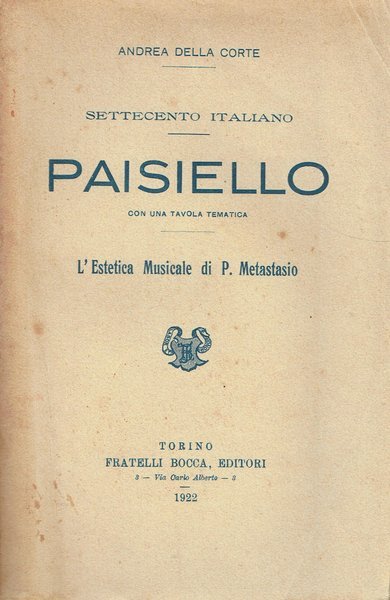 ANDREA DELLA CORTE
SETTECENTO ITALIANO
PAISIELLO
CON UNA TAVOLA TEMATICA
L'Estetica Musicale di P. Metastasio
TORINO
FRATELLI BOCCA, EDITORI
3 — Via Carlo Alberto — 3
1922